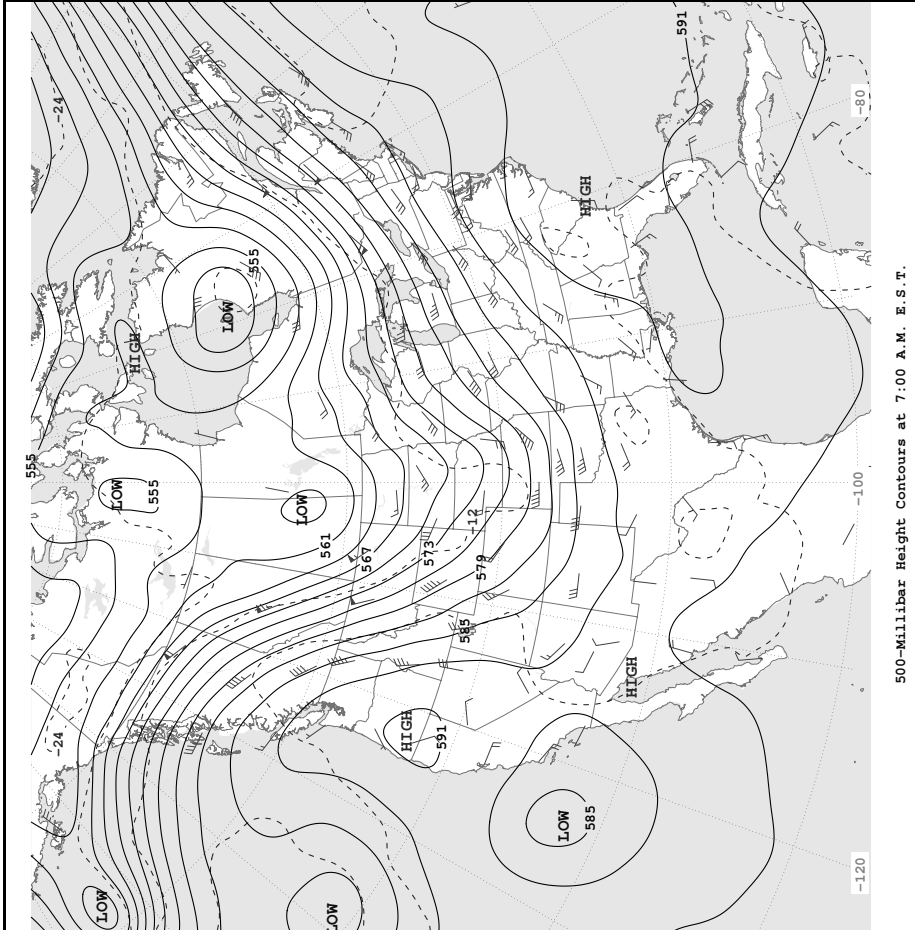 591
-24
-80
HIGH
555
LOW
HIGH
555
LOW
555
-100
LOW
-12
561
567
573
579
585
HIGH
HIGH
591
-24
LOW
585
-120
LOW
LOW
500-Millibar Height Contours at 7:00 A.M. E.S.T.